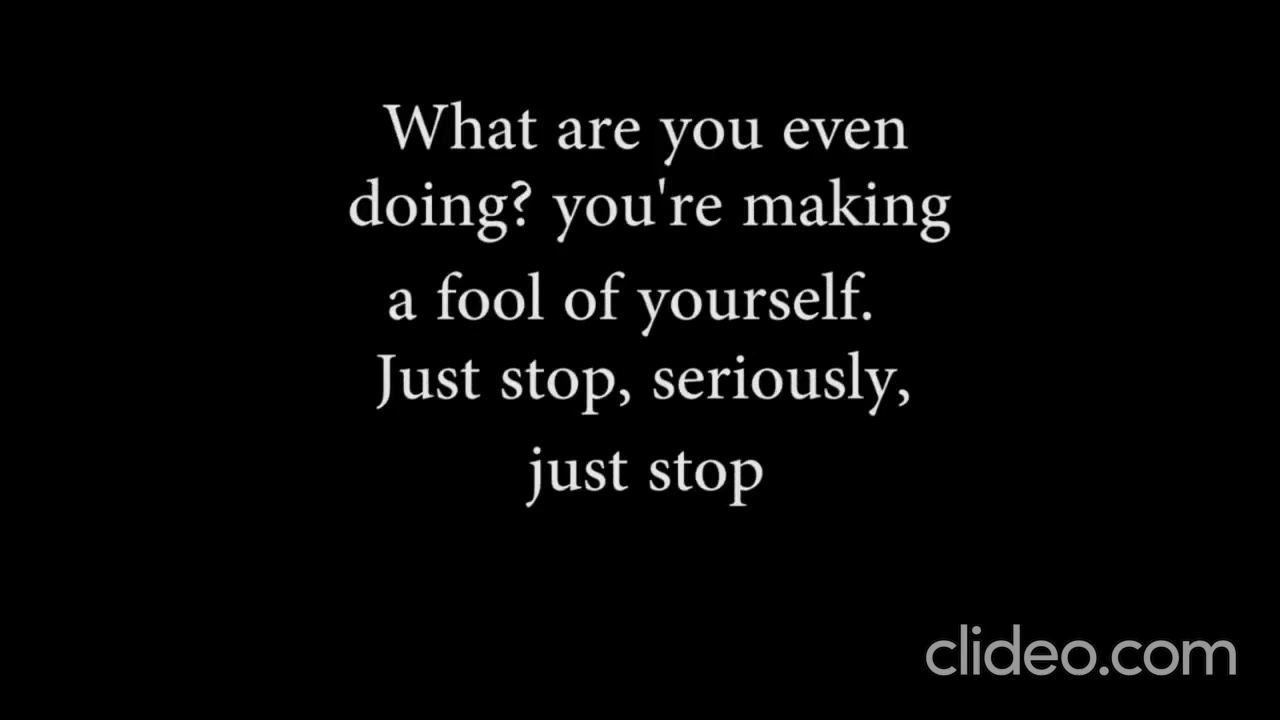 What are you even
doing? you're making
a fool of yourself.
Just stop, seriously,
just stop
clideo.com